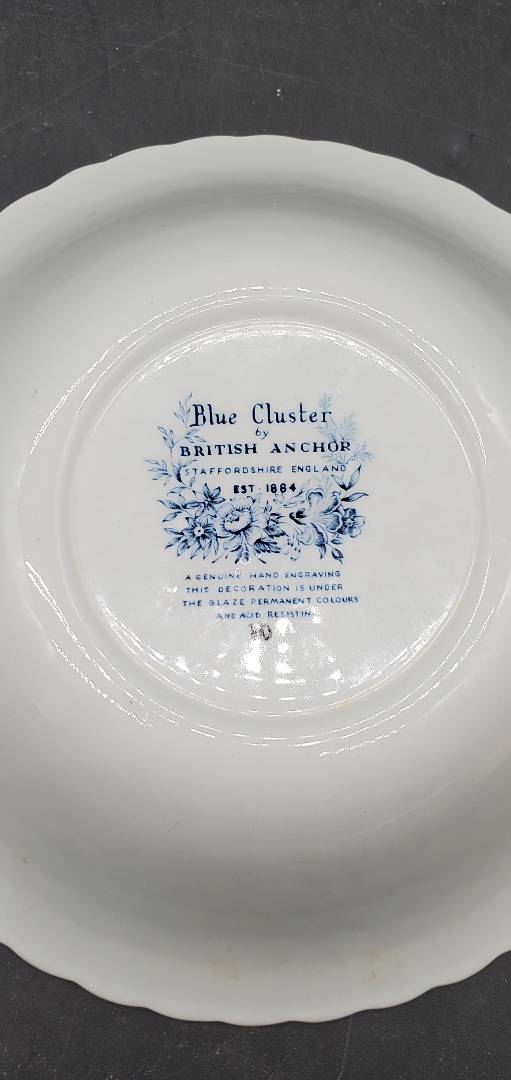 Blue Cluster
by
BRITISH ANCHOR
STAFFORDSHIRE ENGLAND
EST. 1884
A GENUINE HAND ENGRAVING
THIS DECORATION IS UNDER
THE GLAZE PERMANENT COLOURS
AND ACID RESISTING